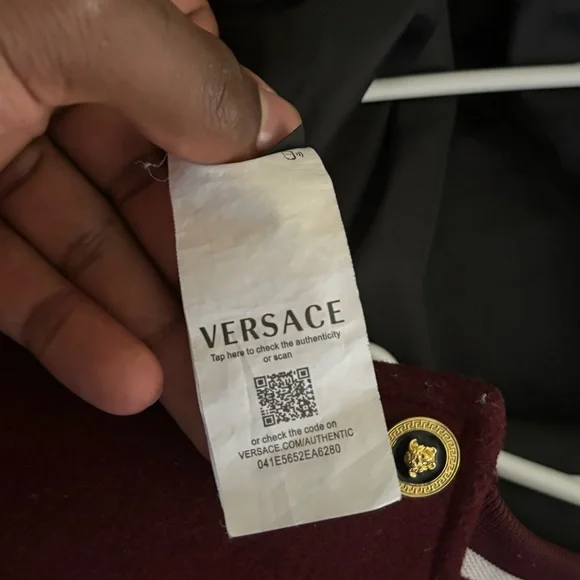 VERSACE
Tap here to check the authenticity
or scan
or check the code on
VERSACE.COM/AUTHENTIC
041E5652EA6280